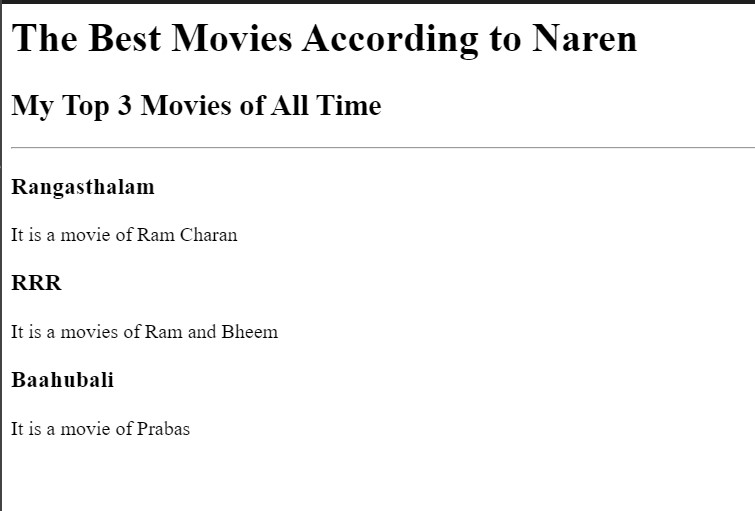 The Best Movies According to Naren
My Top 3 Movies of All Time
Rangasthalam
It is a movie of Ram Charan
RRR
It is a movies of Ram and Bheem
Baahubali
It is a movie of Prabas